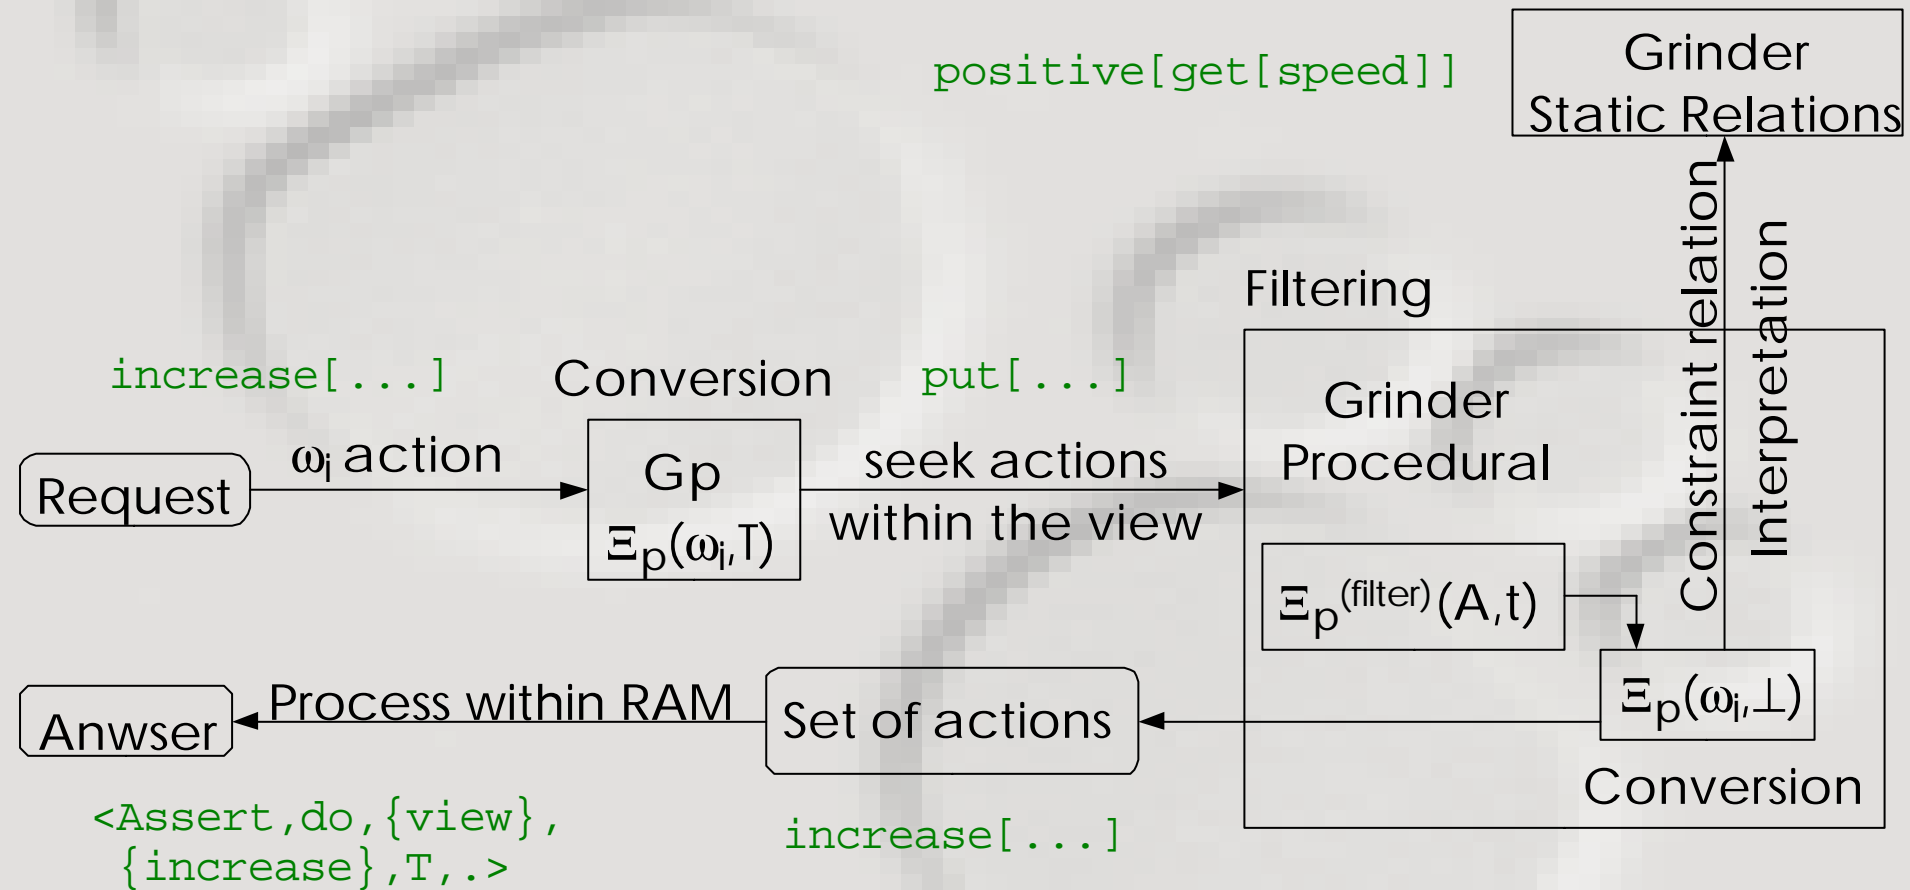 positive[get[speed]]
Grinder
Static Relations
Constraint relation
Interpretation
Filtering
increase[...]
Conversion
put[...]
Request
ωi action
Gp
Ξp(ωi,T)
seek actions
within the view
Grinder
Procedural
Ξp(filter)(A,t)
Ξp(ωi,⊥)
Conversion
Anwser
Process within RAM
Set of actions
<Assert,do,{view},
{increase},T,.>
increase[...]